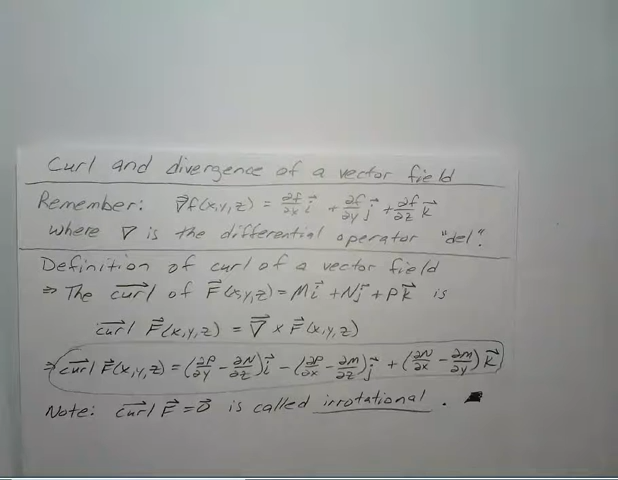 Curl and divergence of a vector field
Remember: ∇⃗f(x,y,z) = ∂f/∂x i⃗ + ∂f/∂y j⃗ + ∂f/∂z k⃗
where ∇ is the differential operator "del".
Definition of curl of a vector field
⇒ The curl⃗ of F⃗(x,y,z) = Mi⃗ + Nj⃗ + Pk⃗ is
curl⃗ F⃗(x,y,z) = ∇⃗ × F⃗(x,y,z)
⇒ curl⃗ F⃗(x,y,z) = (∂P/∂y - ∂N/∂z)i⃗ - (∂P/∂x - ∂M/∂z)j⃗ + (∂N/∂x - ∂M/∂y)k⃗
Note: curl⃗ F⃗ = 0⃗ is called irrotational.